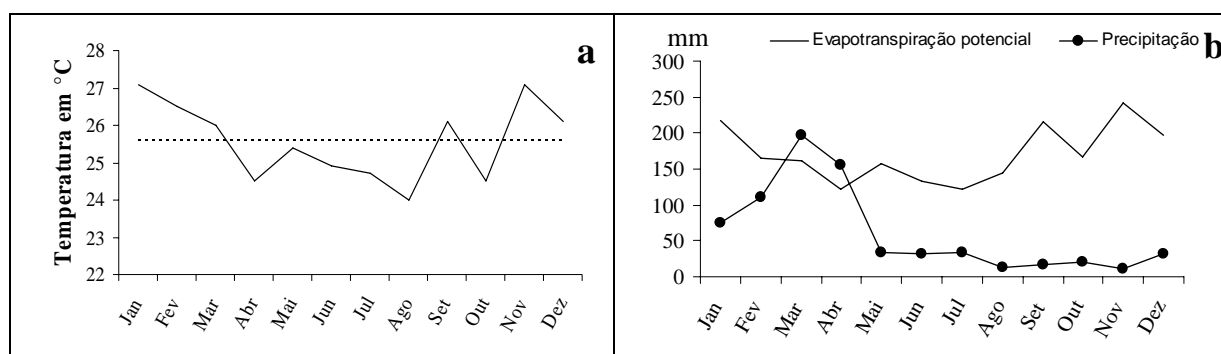 a
Temperatura em °C
28
27
26
25
24
23
22
Jan Fev Mar Abr Mai Jun Jul Ago Set Out Nov Dez
b
mm
Evapotranspiração potencial Precipitação
300
250
200
150
100
50
0
Jan Fev Mar Abr Mai Jun Jul Ago Set Out Nov Dez